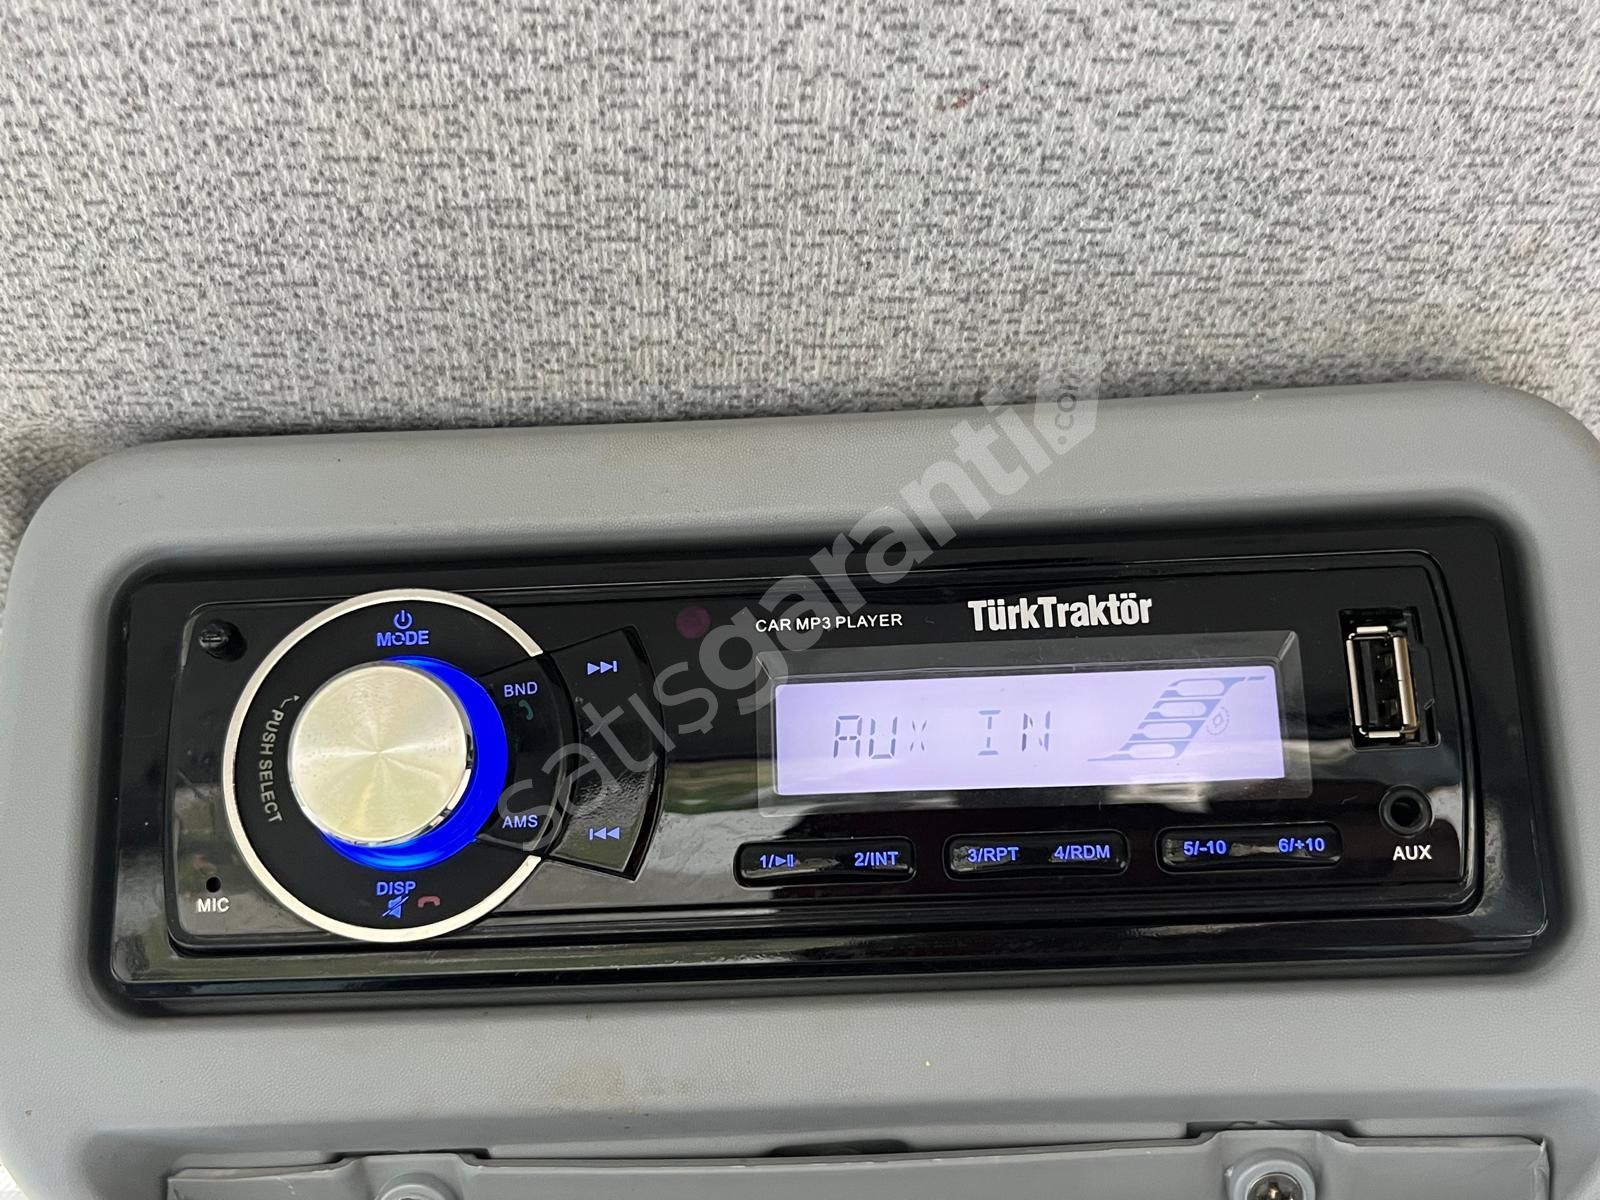 satışgaranti.com
CAR MP3 PLAYER
TürkTraktör
MODE
BND
PUSH SELECT
AUX IN
AMS
1/
2/INT
3/RPT
4/RDM
5/-10
6/+10
AUX
DISP
MIC